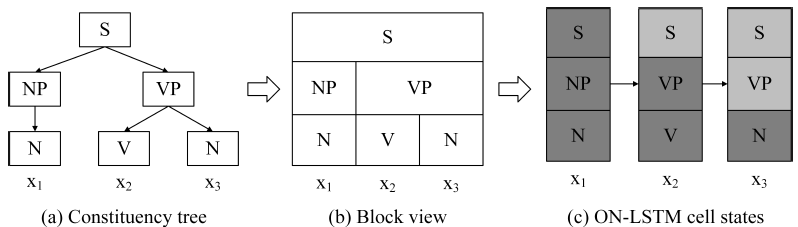 S
NP
VP
N
V
N
x1
x2
x3
(a) Constituency tree
S
NP
VP
N
V
N
x1
x2
x3
(b) Block view
S
S
S
NP
VP
VP
N
V
N
x1
x2
x3
(c) ON-LSTM cell states